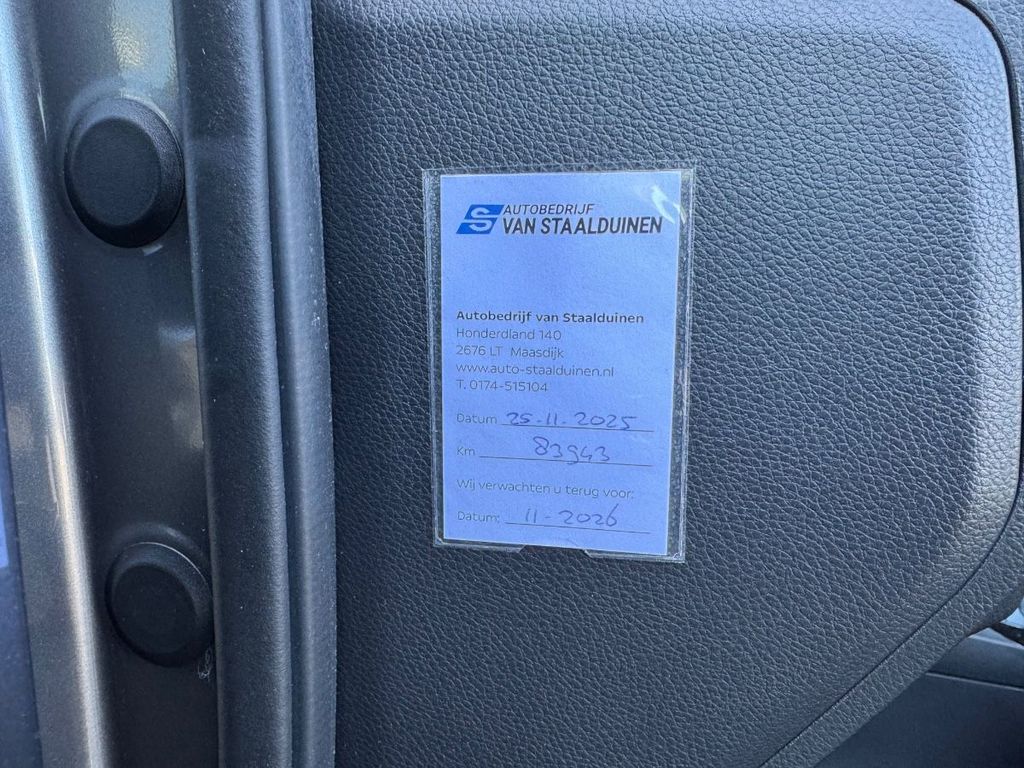 S AUTOBEDRIJF
VAN STAALDUINEN
Autobedrijf van Staalduinen
Honderdland 140
2676 LT Maasdijk
www.auto-staalduinen.nl
T. 0174-515104
Datum 25-11-2025
Km 83943
Wij verwachten u terug voor:
Datum: 11-2026